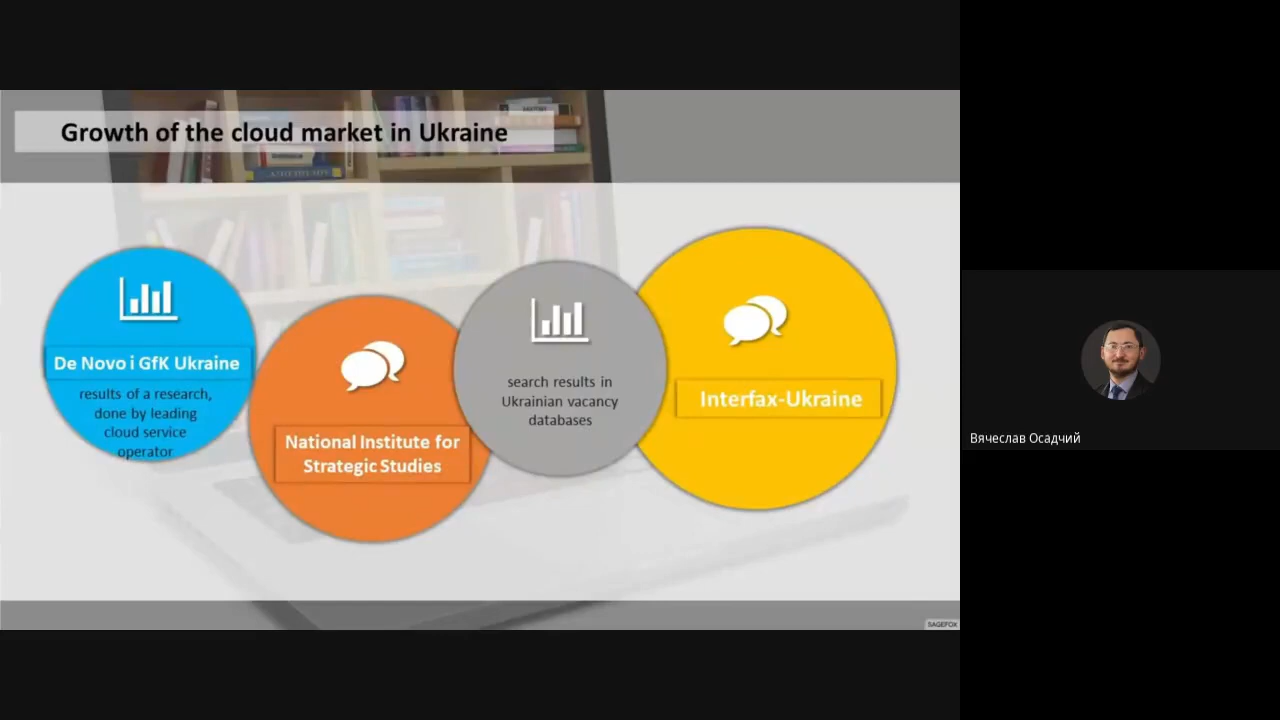 Growth of the cloud market in Ukraine
De Novo i GfK Ukraine
results of a research,
done by leading
cloud service
operator
National Institute for
Strategic Studies
search results in
Ukrainian vacancy
databases
Interfax-Ukraine
Вячеслав Осадчий
SAGEFOX